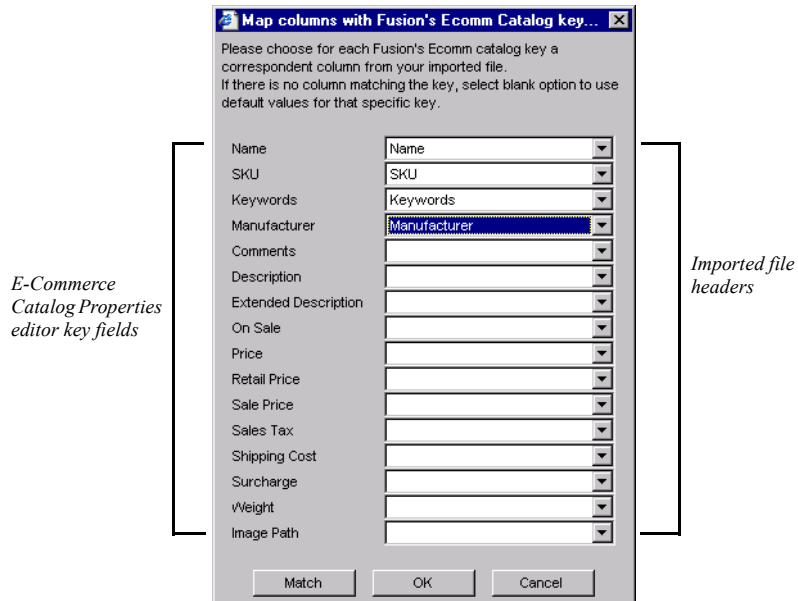 Map columns with Fusion's Ecomm Catalog key...
Please choose for each Fusion's Ecomm catalog key a
correspondent column from your imported file.
If there is no column matching the key, select blank option to use
default values for that specific key.
Name Name
SKU SKU
Keywords Keywords
Manufacturer Manufacturer
Comments
Description
Extended Description
On Sale
Price
Retail Price
Sale Price
Sales Tax
Shipping Cost
Surcharge
Weight
Image Path
E-Commerce
Catalog Properties
editor key fields
Imported file
headers
Match OK Cancel